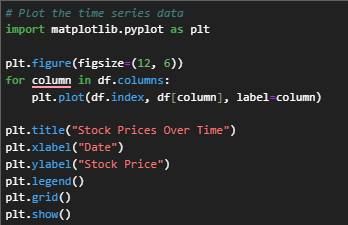 # Plot the time series data
import matplotlib.pyplot as plt
plt.figure(figsize=(12, 6))
for column in df.columns:
    plt.plot(df.index, df[column], label=column)
plt.title("Stock Prices Over Time")
plt.xlabel("Date")
plt.ylabel("Stock Price")
plt.legend()
plt.grid()
plt.show()